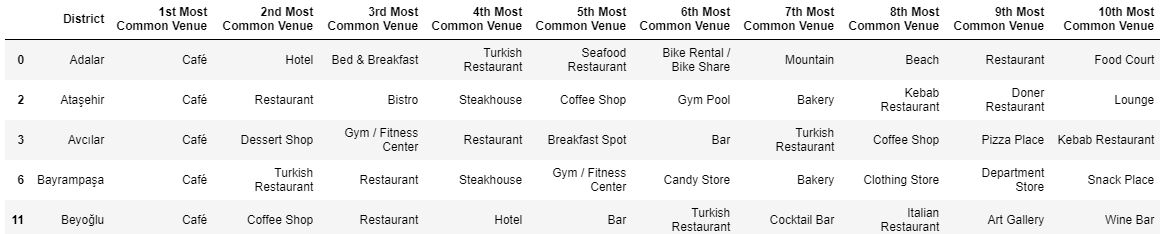 District 1st Most Common Venue 2nd Most Common Venue 3rd Most Common Venue 4th Most Common Venue 5th Most Common Venue 6th Most Common Venue 7th Most Common Venue 8th Most Common Venue 9th Most Common Venue 10th Most Common Venue
0 Adalar Café Hotel Bed & Breakfast Turkish Restaurant Seafood Restaurant Bike Rental / Bike Share Mountain Beach Restaurant Food Court
2 Ataşehir Café Restaurant Bistro Steakhouse Coffee Shop Gym Pool Bakery Kebab Restaurant Doner Restaurant Lounge
3 Avcılar Café Dessert Shop Gym / Fitness Center Restaurant Breakfast Spot Bar Turkish Restaurant Coffee Shop Pizza Place Kebab Restaurant
6 Bayrampaşa Café Turkish Restaurant Restaurant Steakhouse Gym / Fitness Center Candy Store Bakery Clothing Store Department Store Snack Place
11 Beyoğlu Café Coffee Shop Restaurant Hotel Bar Turkish Restaurant Cocktail Bar Italian Restaurant Art Gallery Wine Bar